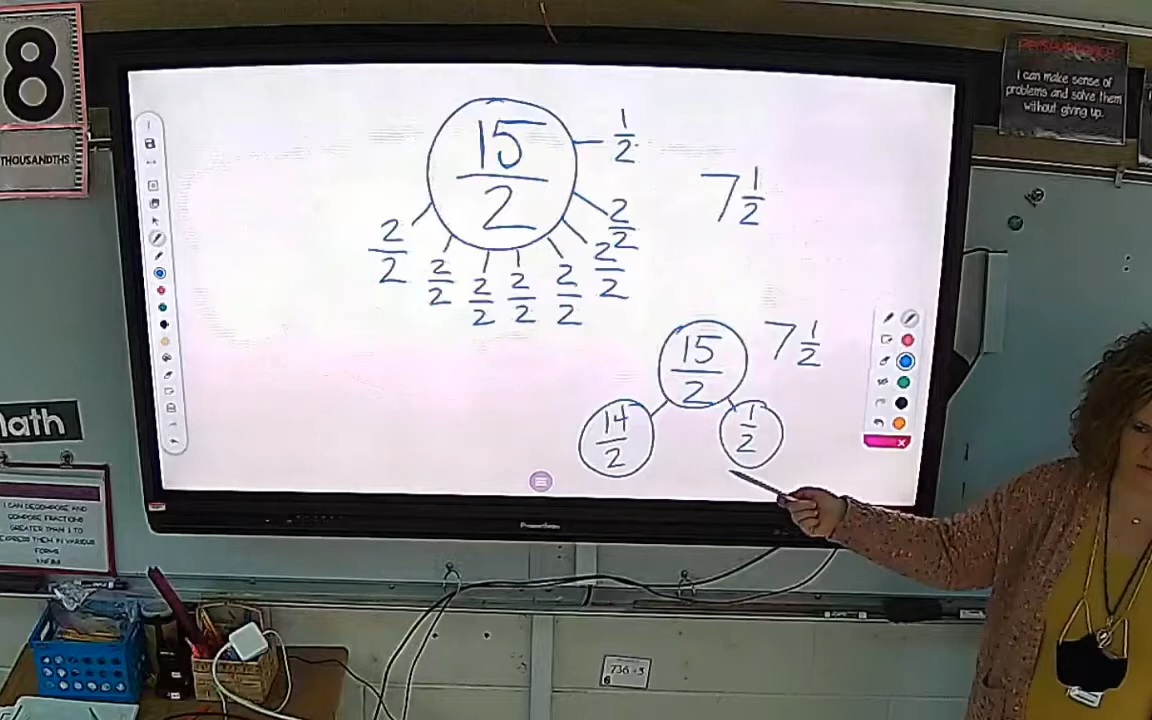 8
THOUSANDTHS
PERSEVERANCE
I can make sense of
problems and solve them
without giving up.
15/2
1/2
2/2
2/2
2/2
2/2
2/2
2/2
2/2
7 1/2
15/2
7 1/2
14/2
1/2
Math
I CAN DECOMPOSE AND
COMPOSE FRACTIONS
GREATER THAN 1 TO
EXPRESS THEM IN VARIOUS
FORMS
Promethean
6